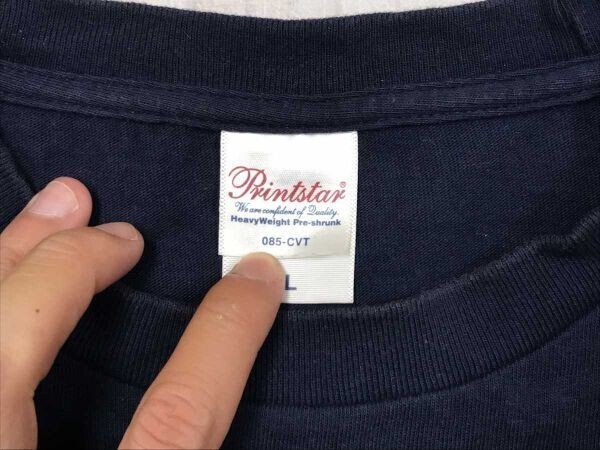 Printstar®
We are confident of Quality.
HeavyWeight Pre-shrunk
085-CVT
L